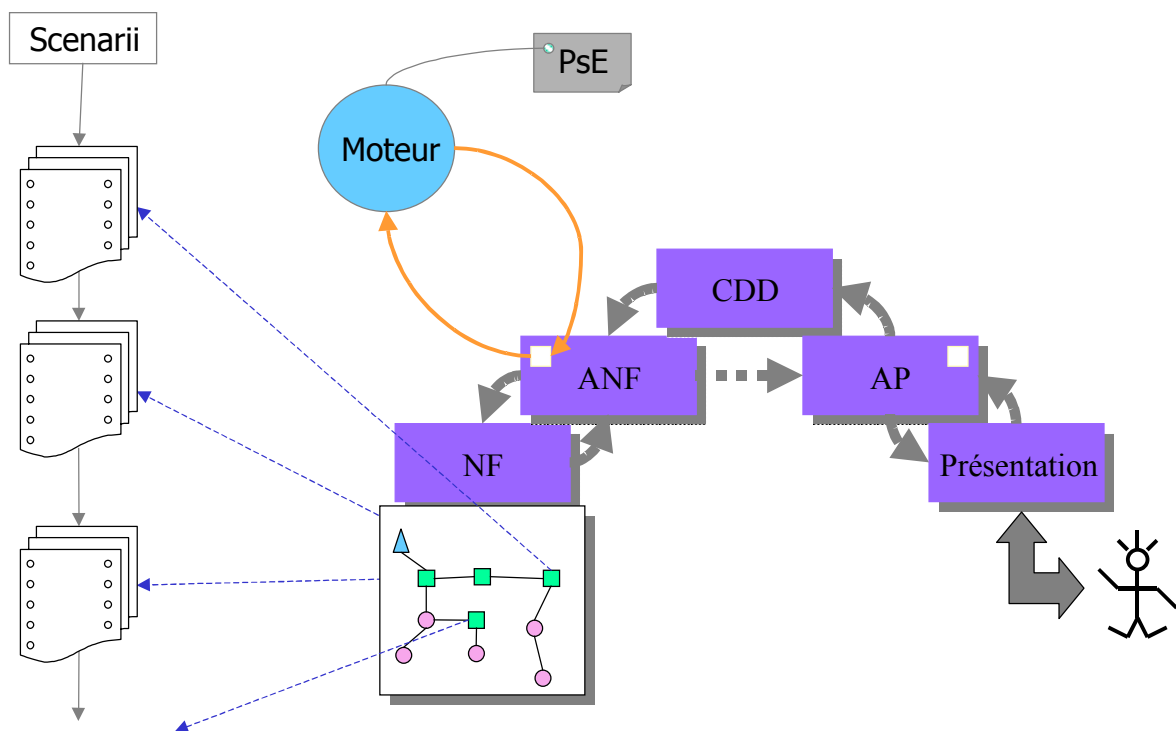 Scenarii
PsE
Moteur
CDD
ANF
AP
NF
Présentation